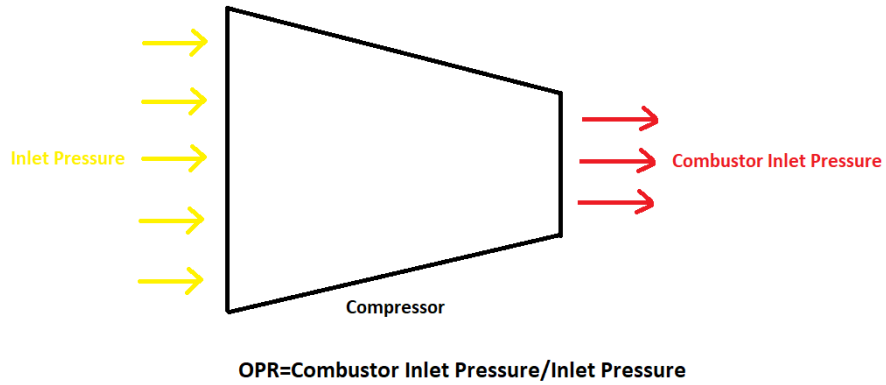 Inlet Pressure
Combustor Inlet Pressure
Compressor
OPR=Combustor Inlet Pressure/Inlet Pressure